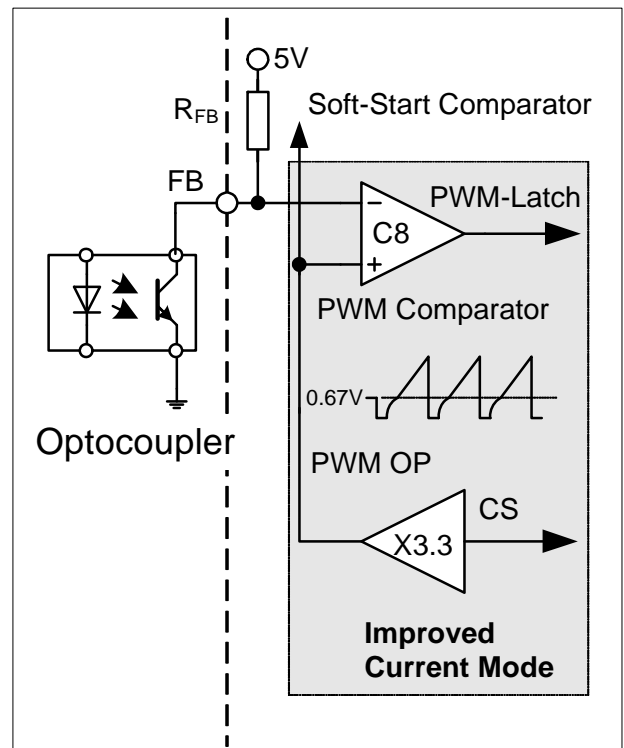 5V
RFB
Soft-Start Comparator
FB
PWM-Latch
−
C8
+
PWM Comparator
0.67V
Optocoupler
PWM OP
CS
X3.3
Improved
Current Mode